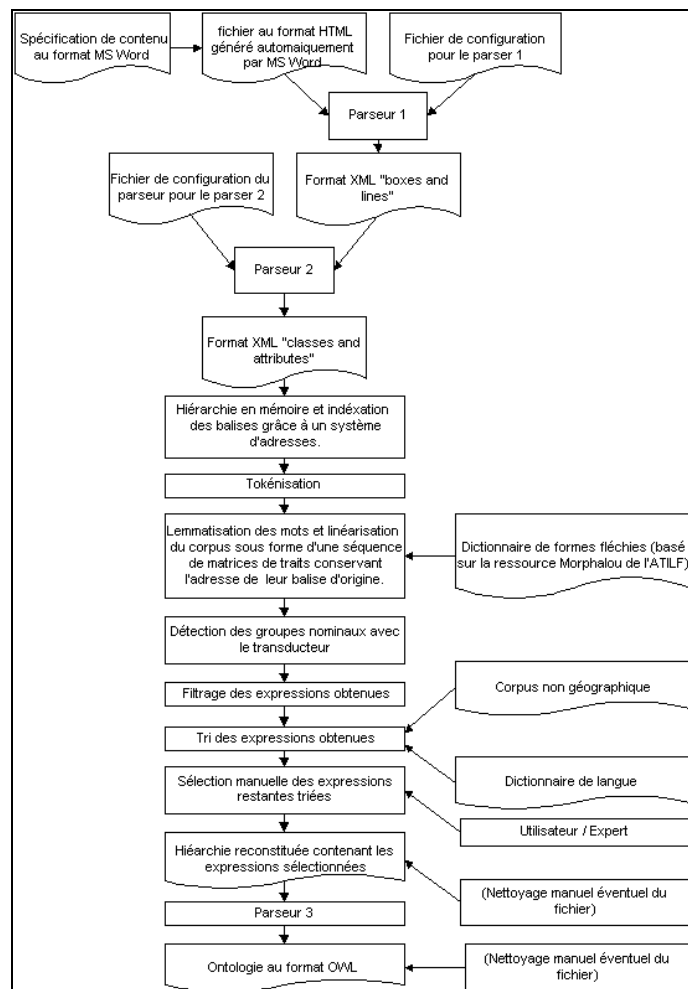 Spécification de contenu
au format MS Word
fichier au format HTML
généré automaiquement
par MS Word
Fichier de configuration
pour le parser 1
Parseur 1
Fichier de configuration du
parseur pour le parser 2
Format XML "boxes and
lines"
Parseur 2
Format XML "classes and
attributes"
Hiérarchie en mémoire et indéxation
des balises grâce à un système
d'adresses.
Tokénisation
Lemmatisation des mots et linéarisation
du corpus sous forme d'une séquence
de matrices de traits conservant
l'adresse de leur balise d'origine.
Dictionnaire de formes fléchies (basé
sur la ressource Morphalou de l'ATILF)
Détection des groupes nominaux avec
le transducteur
Filtrage des expressions obtenues
Corpus non géographique
Tri des expressions obtenues
Sélection manuelle des expressions
restantes triées
Dictionnaire de langue
Utilisateur / Expert
Hiéarchie reconstituée contenant les
expressions sélectionnées
(Nettoyage manuel éventuel du
fichier)
Parseur 3
Ontologie au format OWL
(Nettoyage manuel éventuel du
fichier)